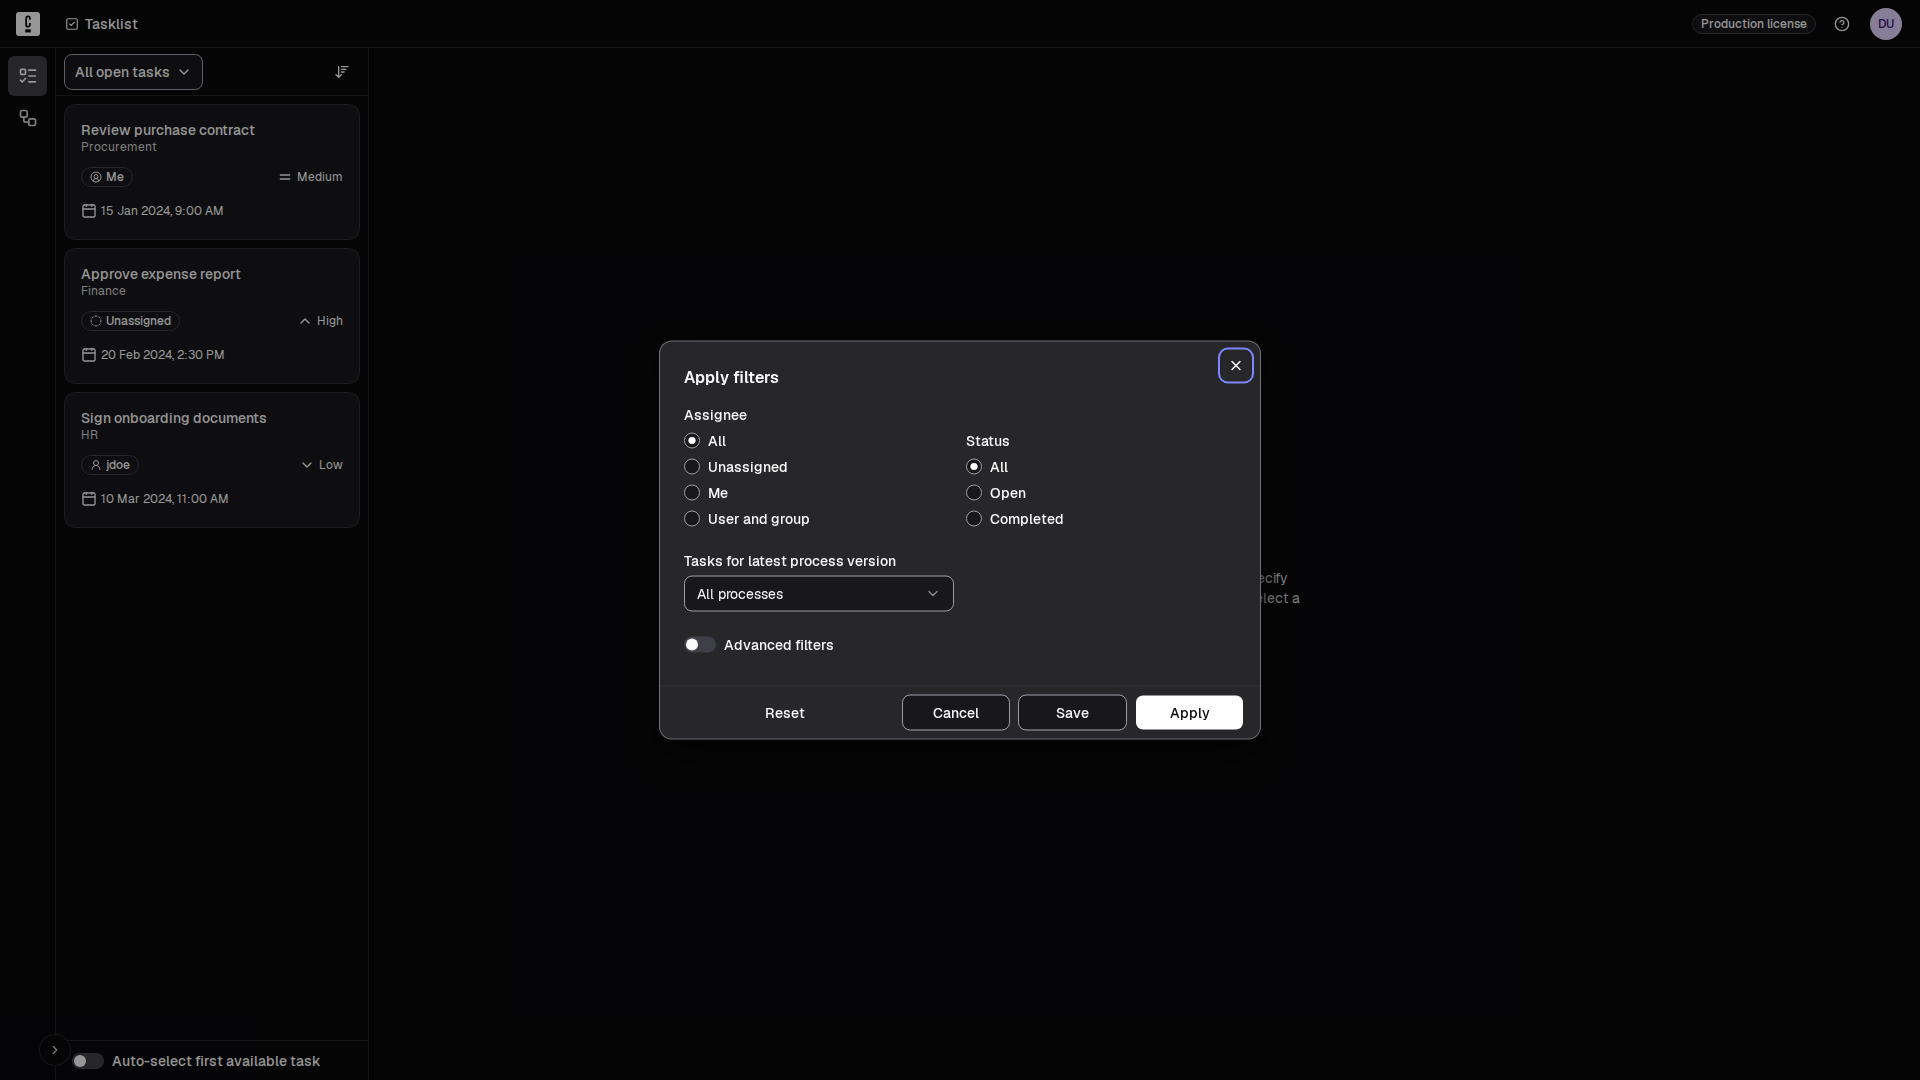 Tasklist
Production license
DU
All open tasks
Review purchase contract
Procurement
Me
Medium
15 Jan 2024, 9:00 AM
Approve expense report
Finance
Unassigned
High
20 Feb 2024, 2:30 PM
Sign onboarding documents
HR
jdoe
Low
10 Mar 2024, 11:00 AM
Auto-select first available task
Apply filters
Assignee
All
Unassigned
Me
User and group
Status
All
Open
Completed
Tasks for latest process version
All processes
Advanced filters
Reset
Cancel
Save
Apply
ecify
lect a